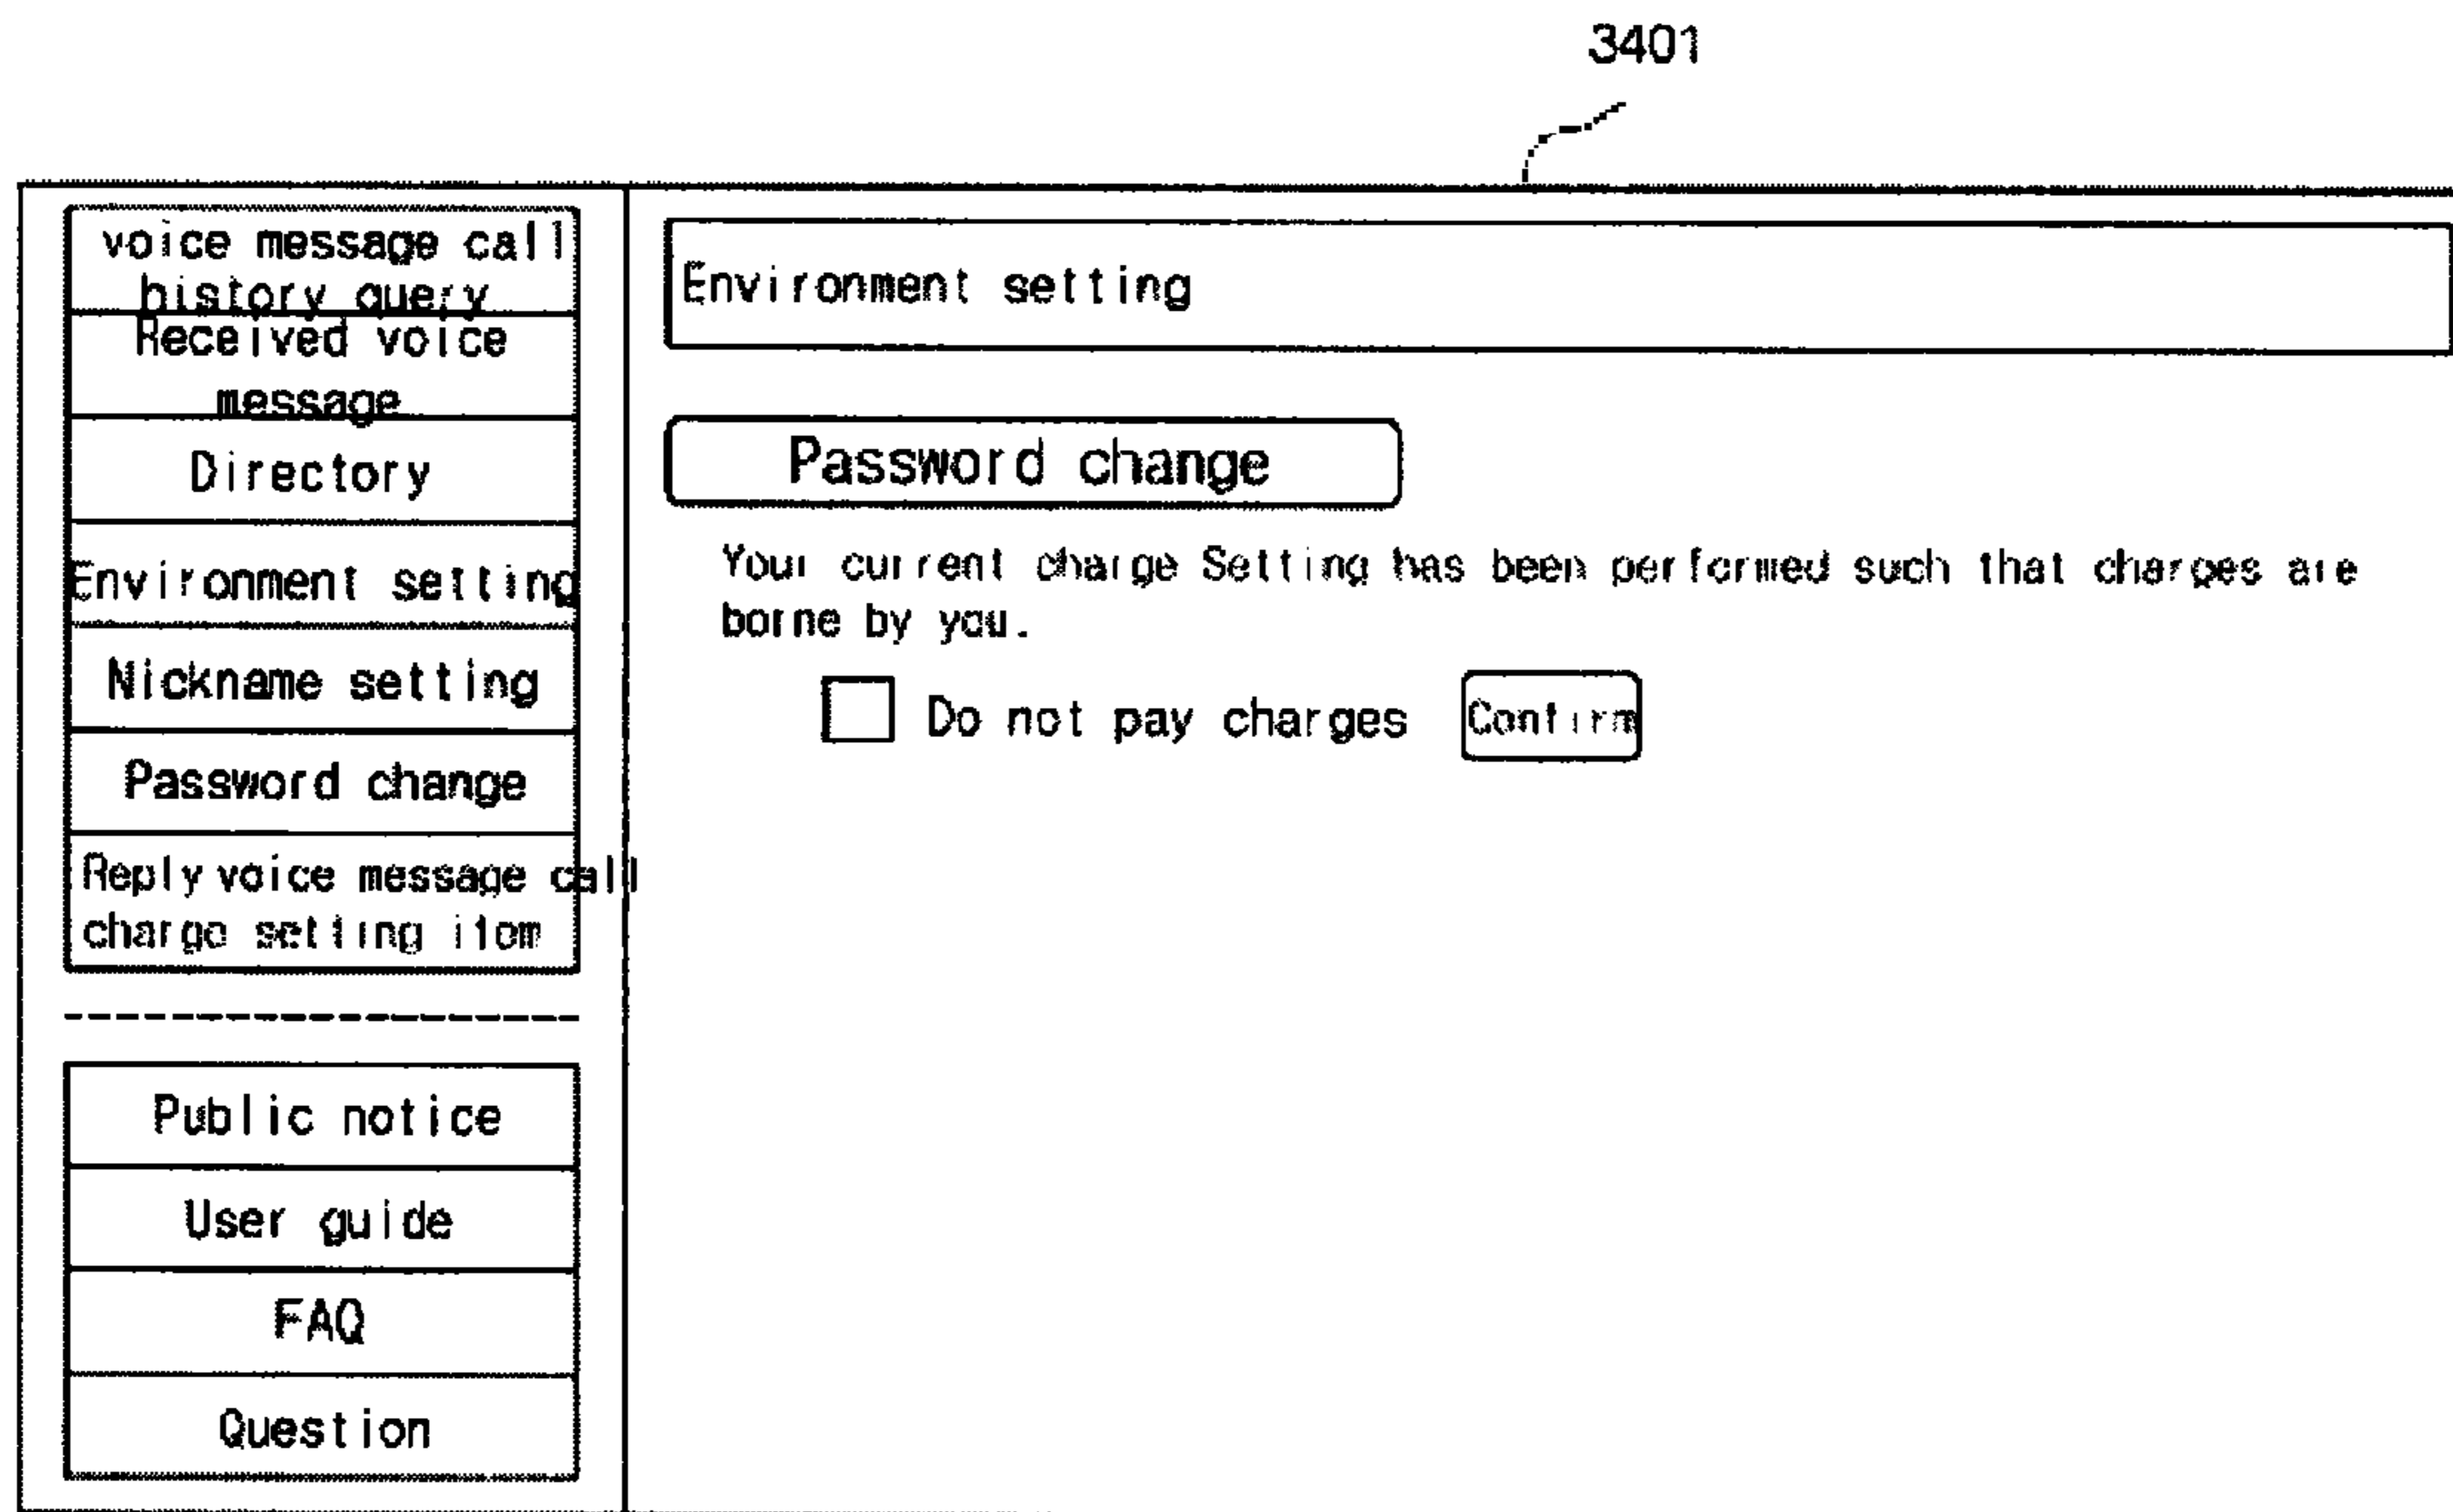 3401
voice message call
history query
Received voice
message
Directory
Environment setting
Nickname setting
Password change
Reply voice message call
charge setting item
Public notice
User guide
FAQ
Question
Environment setting
Password change
Your current charge Setting has been performed such that charges are
borne by you.
Do not pay charges
Confirm